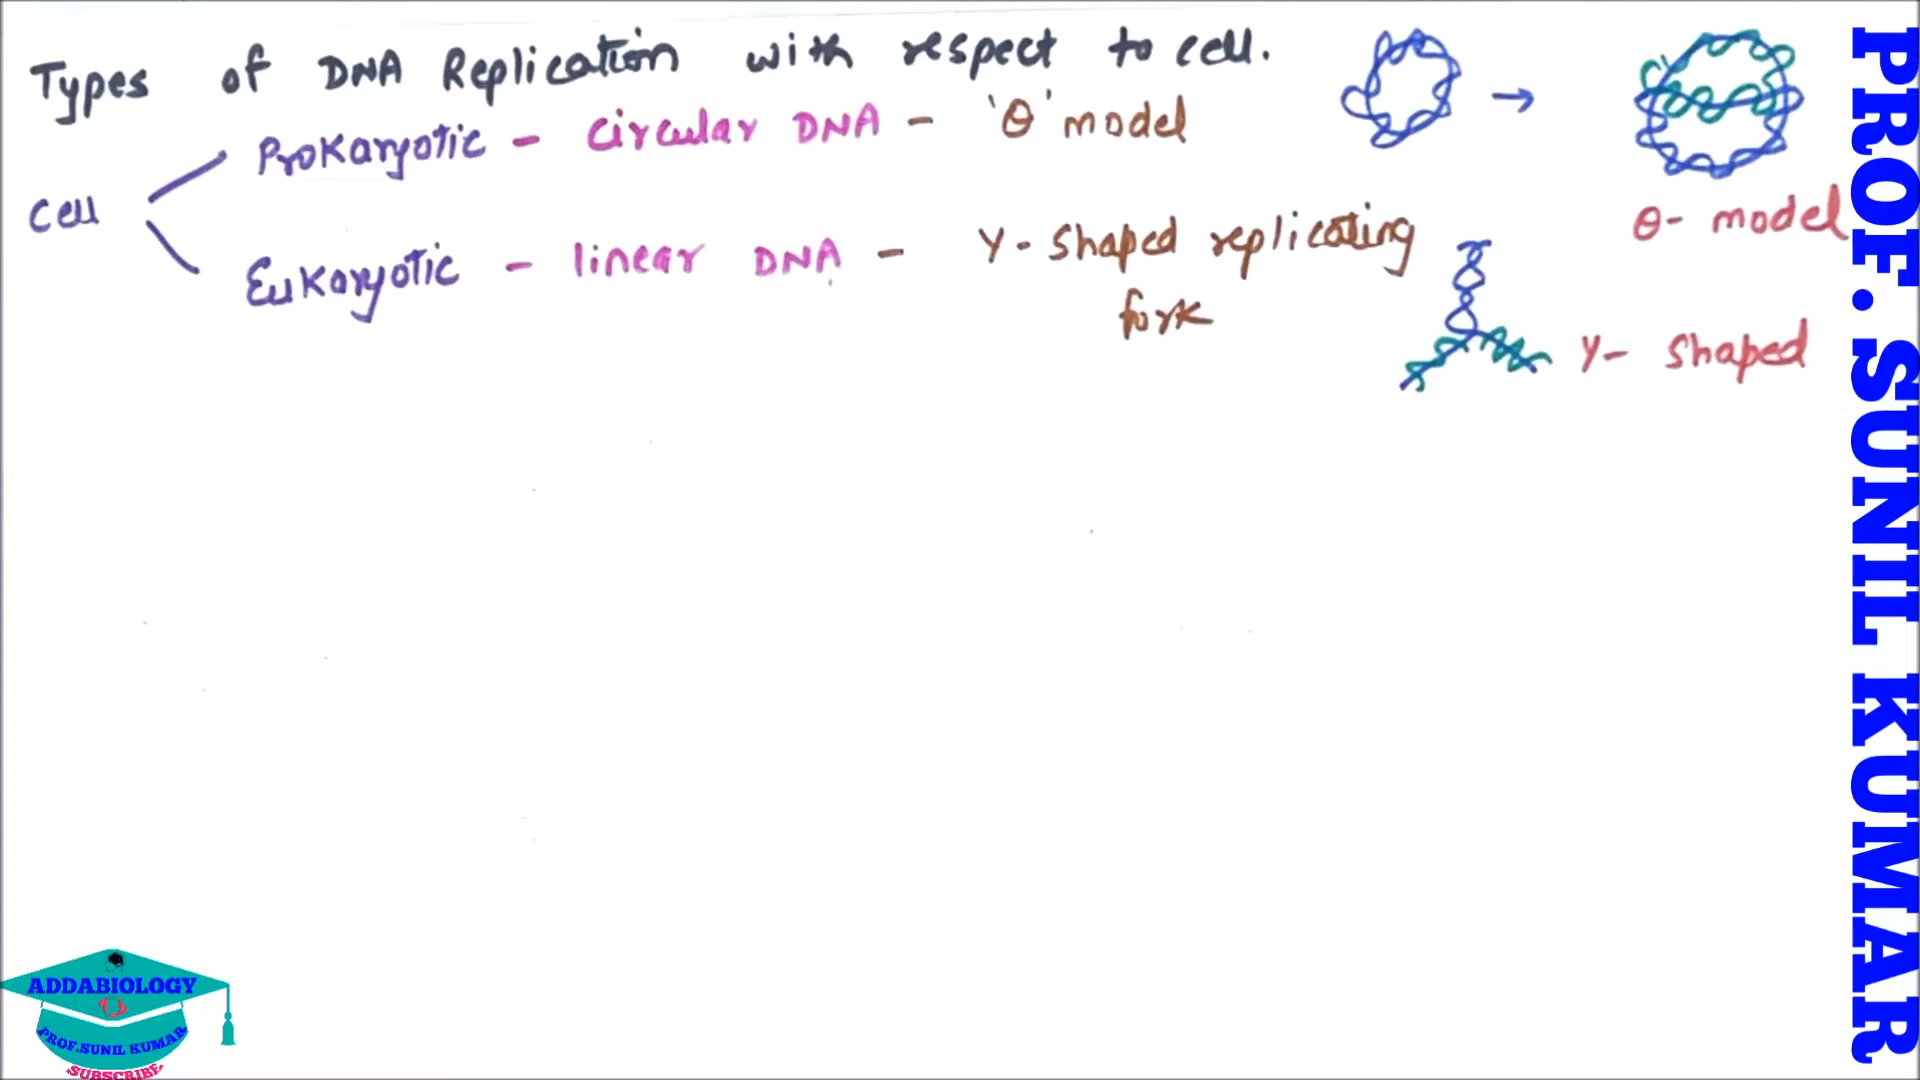 Types of DNA Replication with respect to cell.
Prokaryotic - Circular DNA - 'θ' model
Cell
Eukaryotic - linear DNA - Y-Shaped replicating
fork
θ- model
Y- Shaped
PROF. SUNIL KUMAR
ADDABIOLOGY
PROF.SUNIL KUMAR
SUBSCRIBE